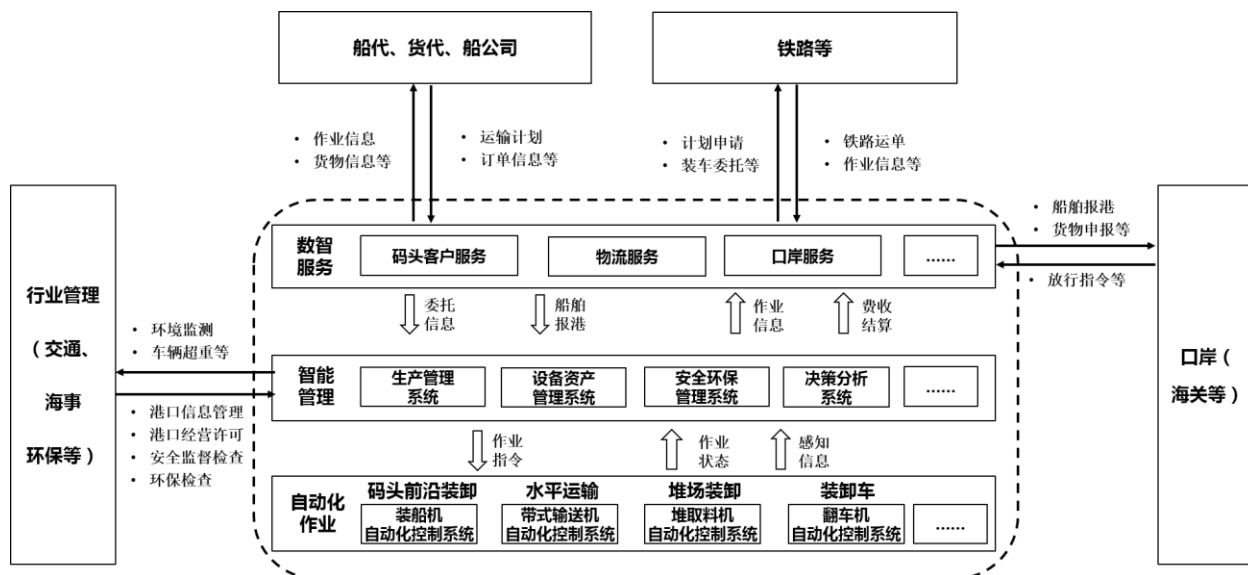 船代、货代、船公司
铁路等
• 作业信息
• 货物信息等
• 运输计划
• 订单信息等
• 计划申请
• 装车委托等
• 铁路运单
• 作业信息等
行业管理
（交通、
海事
环保等）
• 环境监测
• 车辆超重等
• 港口信息管理
• 港口经营许可
• 安全监督检查
• 环保检查
数智
服务
码头客户服务
物流服务
口岸服务
……
委托
信息
船舶
报港
作业
信息
费收
结算
智能
管理
生产管理
系统
设备资产
管理系统
安全环保
管理系统
决策分析
系统
……
作业
指令
作业
状态
感知
信息
自动化
作业
码头前沿装卸
装船机
自动化控制系统
水平运输
带式输送机
自动化控制系统
堆场装卸
堆取料机
自动化控制系统
装卸车
翻车机
自动化控制系统
……
• 船舶报港
• 货物申报等
• 放行指令等
口岸（
海关等）